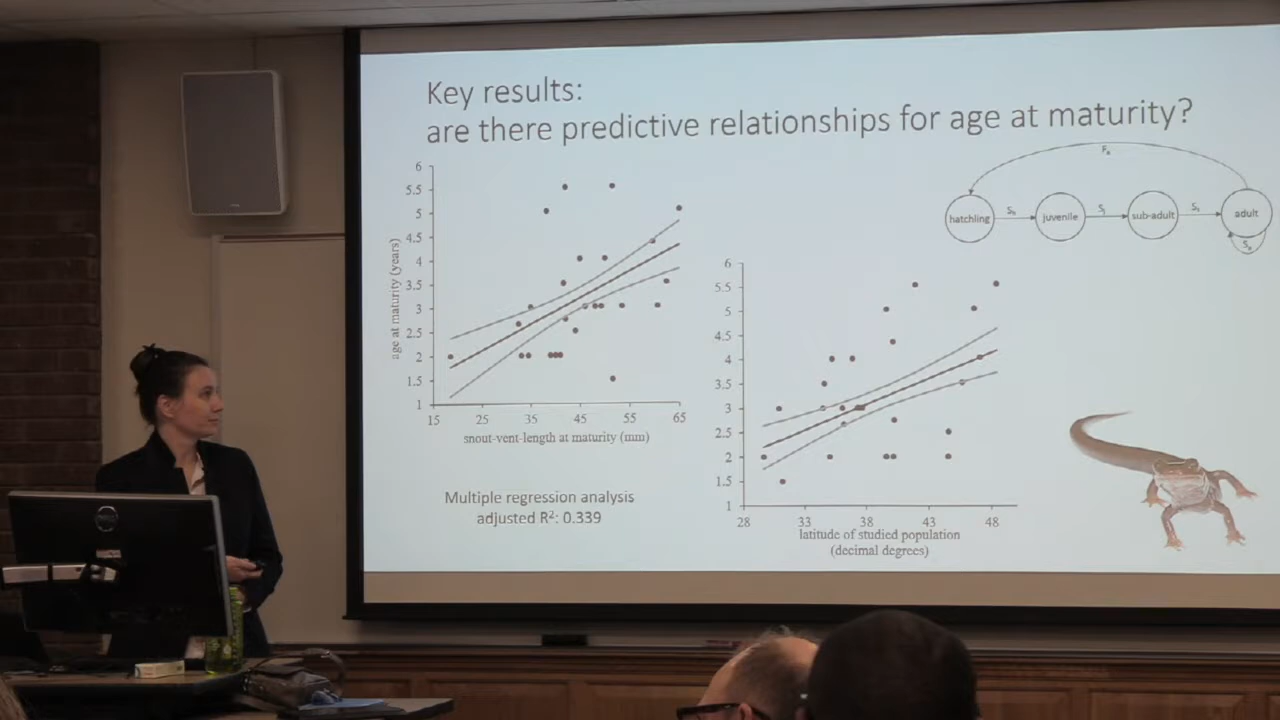 Key results:
are there predictive relationships for age at maturity?
6
5.5
5
4.5
4
3.5
3
2.5
2
1.5
1
age at maturity (years)
15 25 35 45 55 65
snout-vent-length at maturity (mm)
Multiple regression analysis
adjusted R²: 0.339
hatchling
juvenile
sub-adult
adult
6
5.5
5
4.5
4
3.5
3
2.5
2
1.5
1
28 33 38 43 48
latitude of studied population
(decimal degrees)
DELL